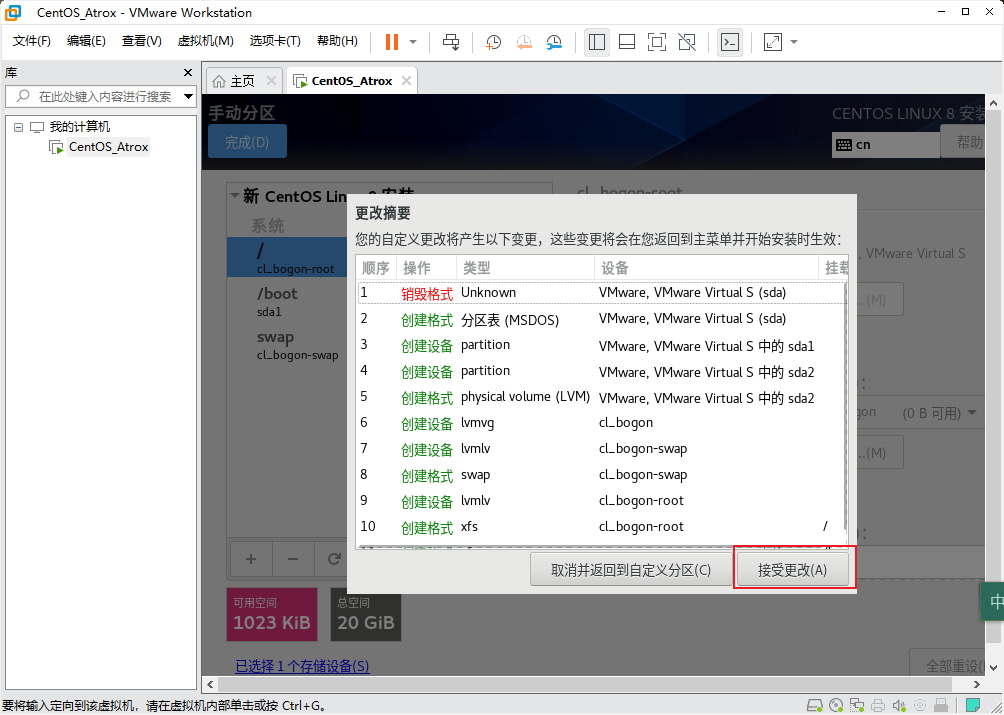 CentOS_Atrox - VMware Workstation
文件(F) 编辑(E) 查看(V) 虚拟机(M) 选项卡(T) 帮助(H)
库
在此处键入内容进行搜索
我的计算机
CentOS_Atrox
主页 CentOS_Atrox
手动分区
CENTOS LINUX 8 安装
完成(D)
cn
帮助
新 CentOS Linux 8 安装
cl_bogon-root
系统
/
cl_bogon-root
/boot
sda1
swap
cl_bogon-swap
, VMware Virtual S
...(M)
gon (0 B 可用)
...(M)
更改摘要
您的自定义更改将产生以下变更，这些变更将会在您返回到主菜单并开始安装时生效:
顺序 操作 类型 设备 挂载
1 销毁格式 Unknown VMware, VMware Virtual S (sda)
2 创建格式 分区表 (MSDOS) VMware, VMware Virtual S (sda)
3 创建设备 partition VMware, VMware Virtual S 中的 sda1
4 创建设备 partition VMware, VMware Virtual S 中的 sda2
5 创建格式 physical volume (LVM) VMware, VMware Virtual S 中的 sda2
6 创建设备 lvmvg cl_bogon
7 创建设备 lvmlv cl_bogon-swap
8 创建格式 swap cl_bogon-swap
9 创建设备 lvmlv cl_bogon-root
10 创建格式 xfs cl_bogon-root /
取消并返回到自定义分区(C) 接受更改(A)
可用空间
1023 KiB
总空间
20 GiB
已选择 1 个存储设备(S)
全部重设(
中
要将输入定向到该虚拟机，请在虚拟机内部单击或按 Ctrl+G。